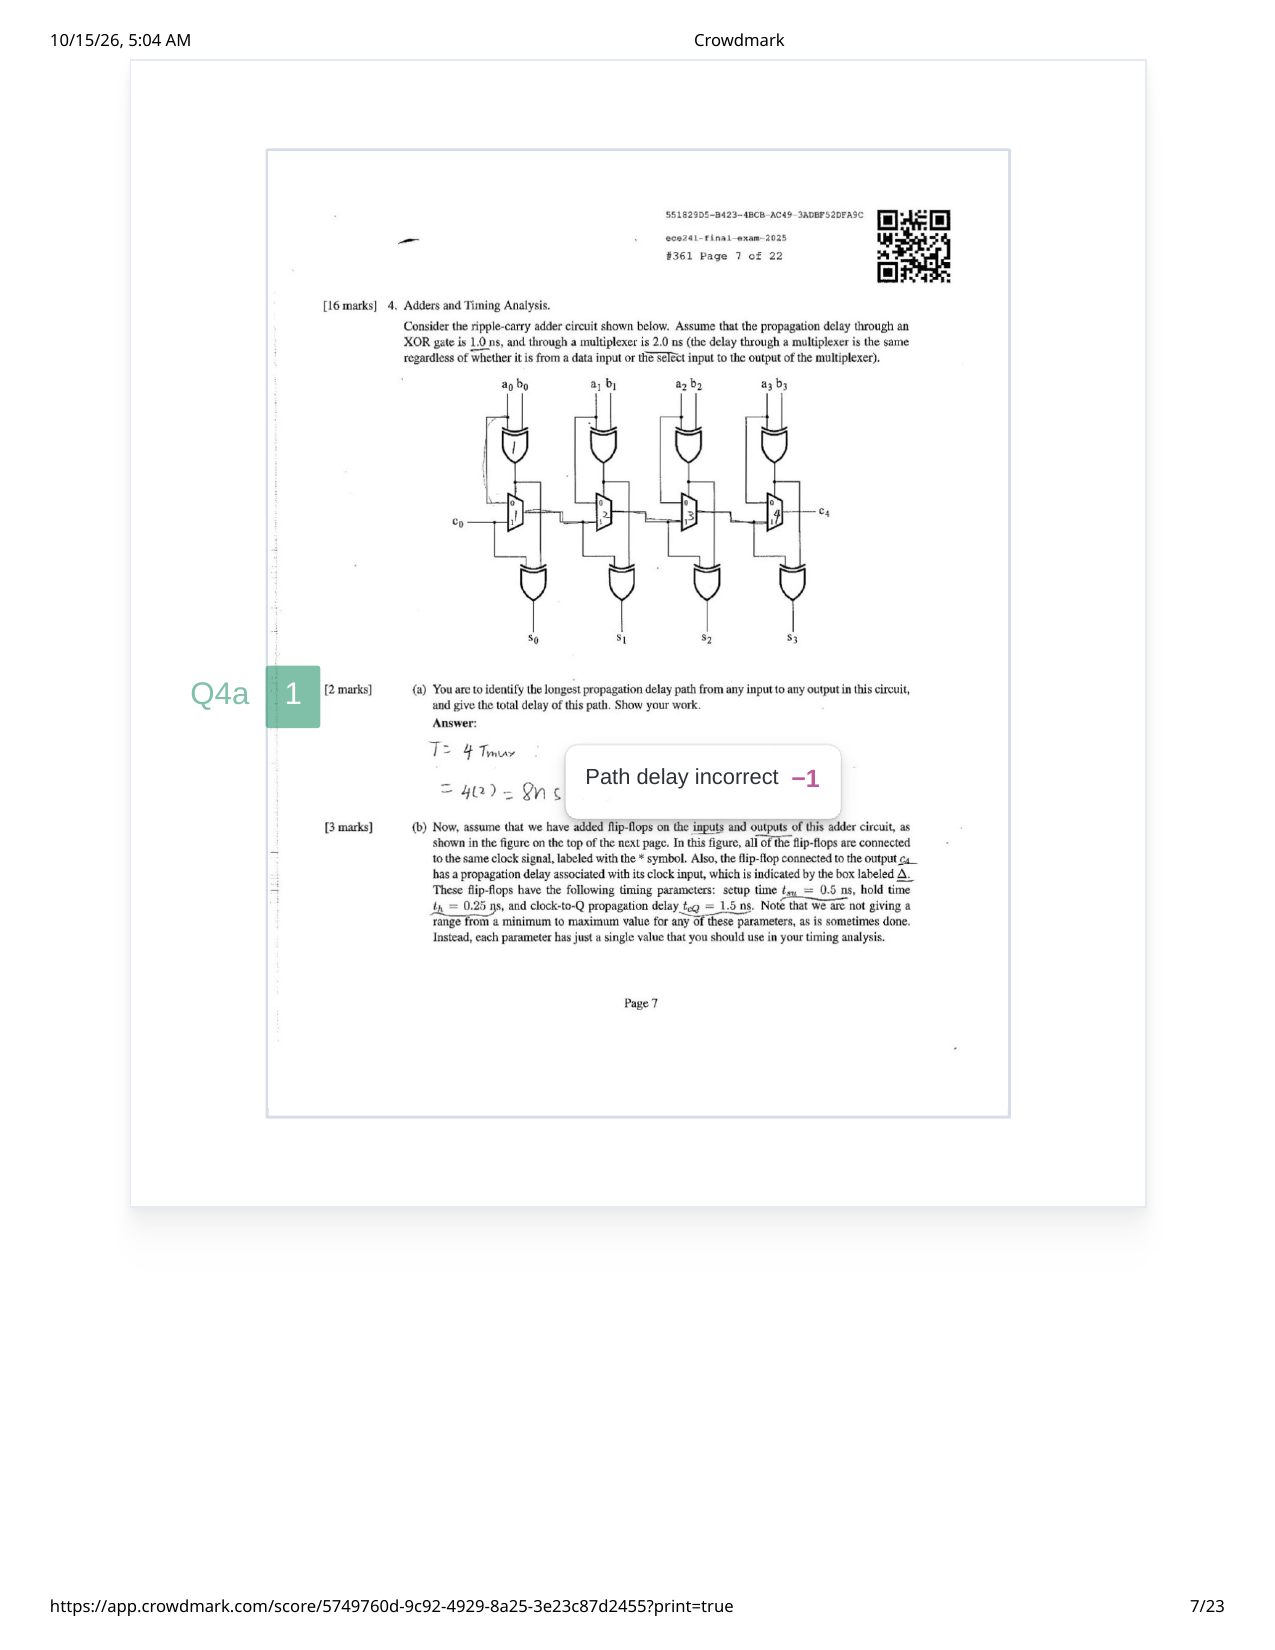 10/15/26, 5:04 AM Crowdmark
551829D5-B423-4BCB-AC49-3ADBF52DFA9C
ece241-final-exam-2025
#361 Page 7 of 22
[16 marks] 4. Adders and Timing Analysis.
Consider the ripple-carry adder circuit shown below. Assume that the propagation delay through an
XOR gate is 1.0 ns, and through a multiplexer is 2.0 ns (the delay through a multiplexer is the same
regardless of whether it is from a data input or the select input to the output of the multiplexer).
a0 b0 a1 b1 a2 b2 a3 b3
1
0 0 0 0
1 2 3 4
c0 1 1 1 1 c4
s0 s1 s2 s3
Q4a 1 [2 marks] (a) You are to identify the longest propagation delay path from any input to any output in this circuit,
and give the total delay of this path. Show your work.
Answer:
T = 4 Tmux
Path delay incorrect −1
= 4(2) = 8ns
[3 marks] (b) Now, assume that we have added flip-flops on the inputs and outputs of this adder circuit, as
shown in the figure on the top of the next page. In this figure, all of the flip-flops are connected
to the same clock signal, labeled with the * symbol. Also, the flip-flop connected to the output c4
has a propagation delay associated with its clock input, which is indicated by the box labeled Δ.
These flip-flops have the following timing parameters: setup time tsu = 0.5 ns, hold time
th = 0.25 ns, and clock-to-Q propagation delay tcQ = 1.5 ns. Note that we are not giving a
range from a minimum to maximum value for any of these parameters, as is sometimes done.
Instead, each parameter has just a single value that you should use in your timing analysis.
Page 7
https://app.crowdmark.com/score/5749760d-9c92-4929-8a25-3e23c87d2455?print=true 7/23